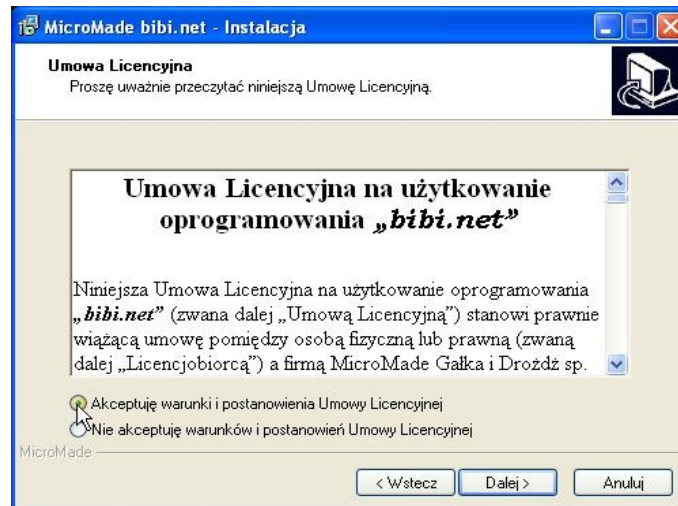 MicroMade bibi.net - Instalacja
Umowa Licencyjna
Proszę uważnie przeczytać niniejszą Umowę Licencyjną.
Umowa Licencyjna na użytkowanie
oprogramowania „bibi.net”
Niniejsza Umowa Licencyjna na użytkowanie oprogramowania
„bibi.net” (zwana dalej „Umową Licencyjną”) stanowi prawnie
wiążącą umowę pomiędzy osobą fizyczną lub prawną (zwaną
dalej „Licencjobiorcą”) a firmą MicroMade Gałka i Drożdż sp.
Akceptuję warunki i postanowienia Umowy Licencyjnej
Nie akceptuję warunków i postanowień Umowy Licencyjnej
MicroMade
< Wstecz Dalej > Anuluj